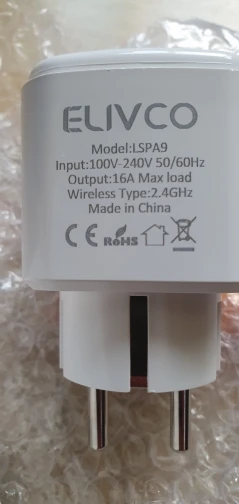 ELIVCO
Model:LSPA9
Input:100V-240V 50/60Hz
Output:16A Max load
Wireless Type:2.4GHz
Made in China
CE RoHS